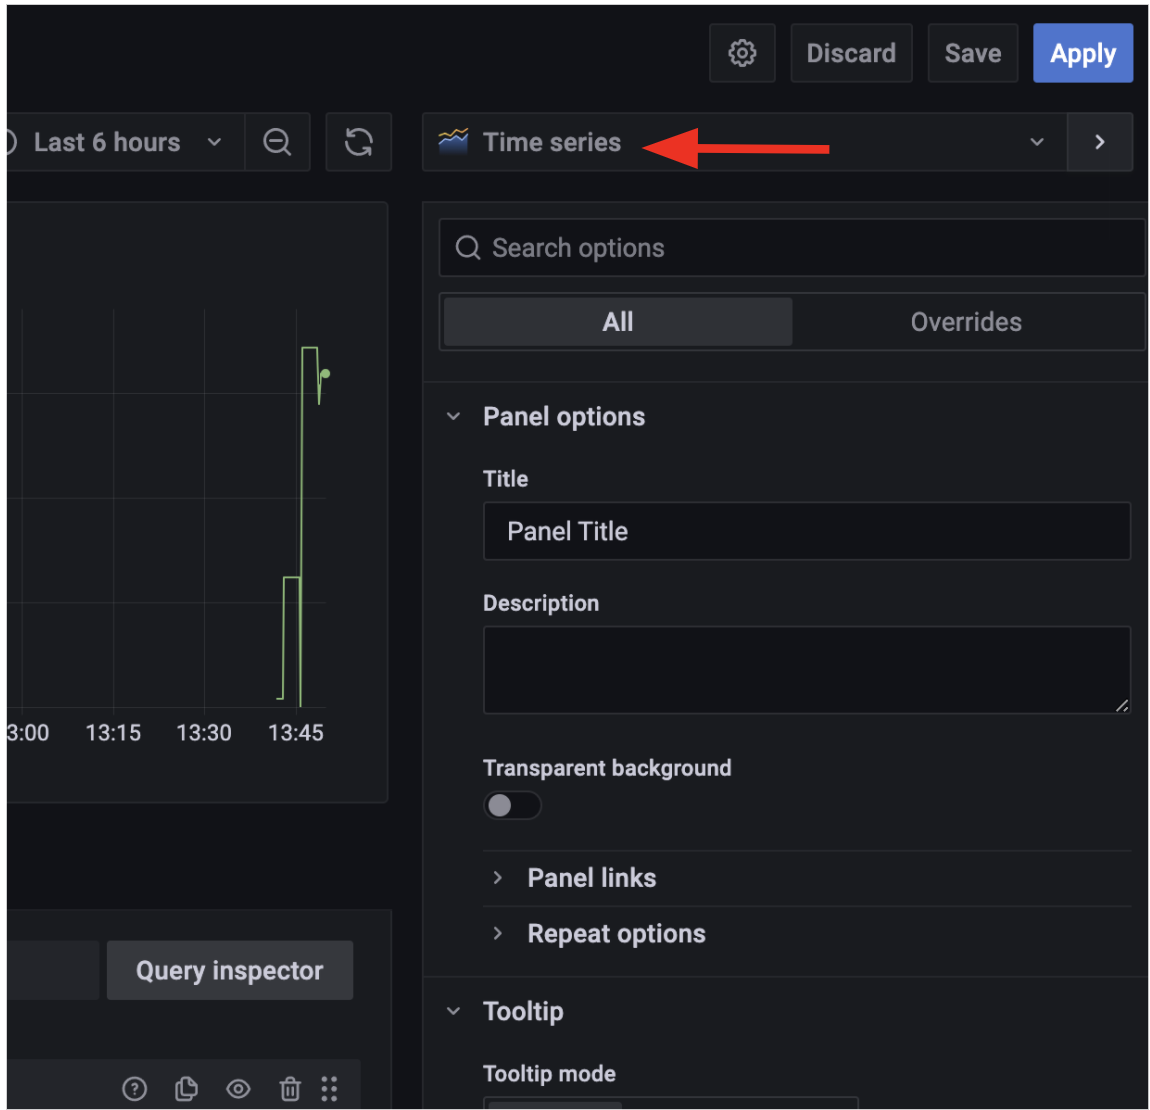 Discard
Save
Apply
Last 6 hours
Time series
Search options
All
Overrides
Panel options
Title
Panel Title
Description
3:00
13:15
13:30
13:45
Transparent background
Panel links
Repeat options
Query inspector
Tooltip
Tooltip mode